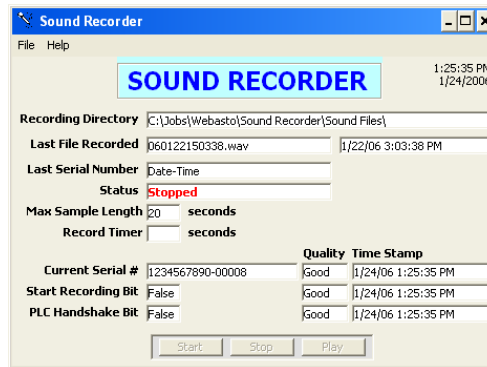 Sound Recorder
File Help
SOUND RECORDER
1:25:35 PM
1/24/2006
Recording Directory C:\Jobs\Webasto\Sound Recorder\Sound Files\
Last File Recorded 060122150338.wav 1/22/06 3:03:38 PM
Last Serial Number Date-Time
Status Stopped
Max Sample Length 20 seconds
Record Timer seconds
Quality Time Stamp
Current Serial # 1234567890-00008 Good 1/24/06 1:25:35 PM
Start Recording Bit False Good 1/24/06 1:25:35 PM
PLC Handshake Bit False Good 1/24/06 1:25:35 PM
Start Stop Play